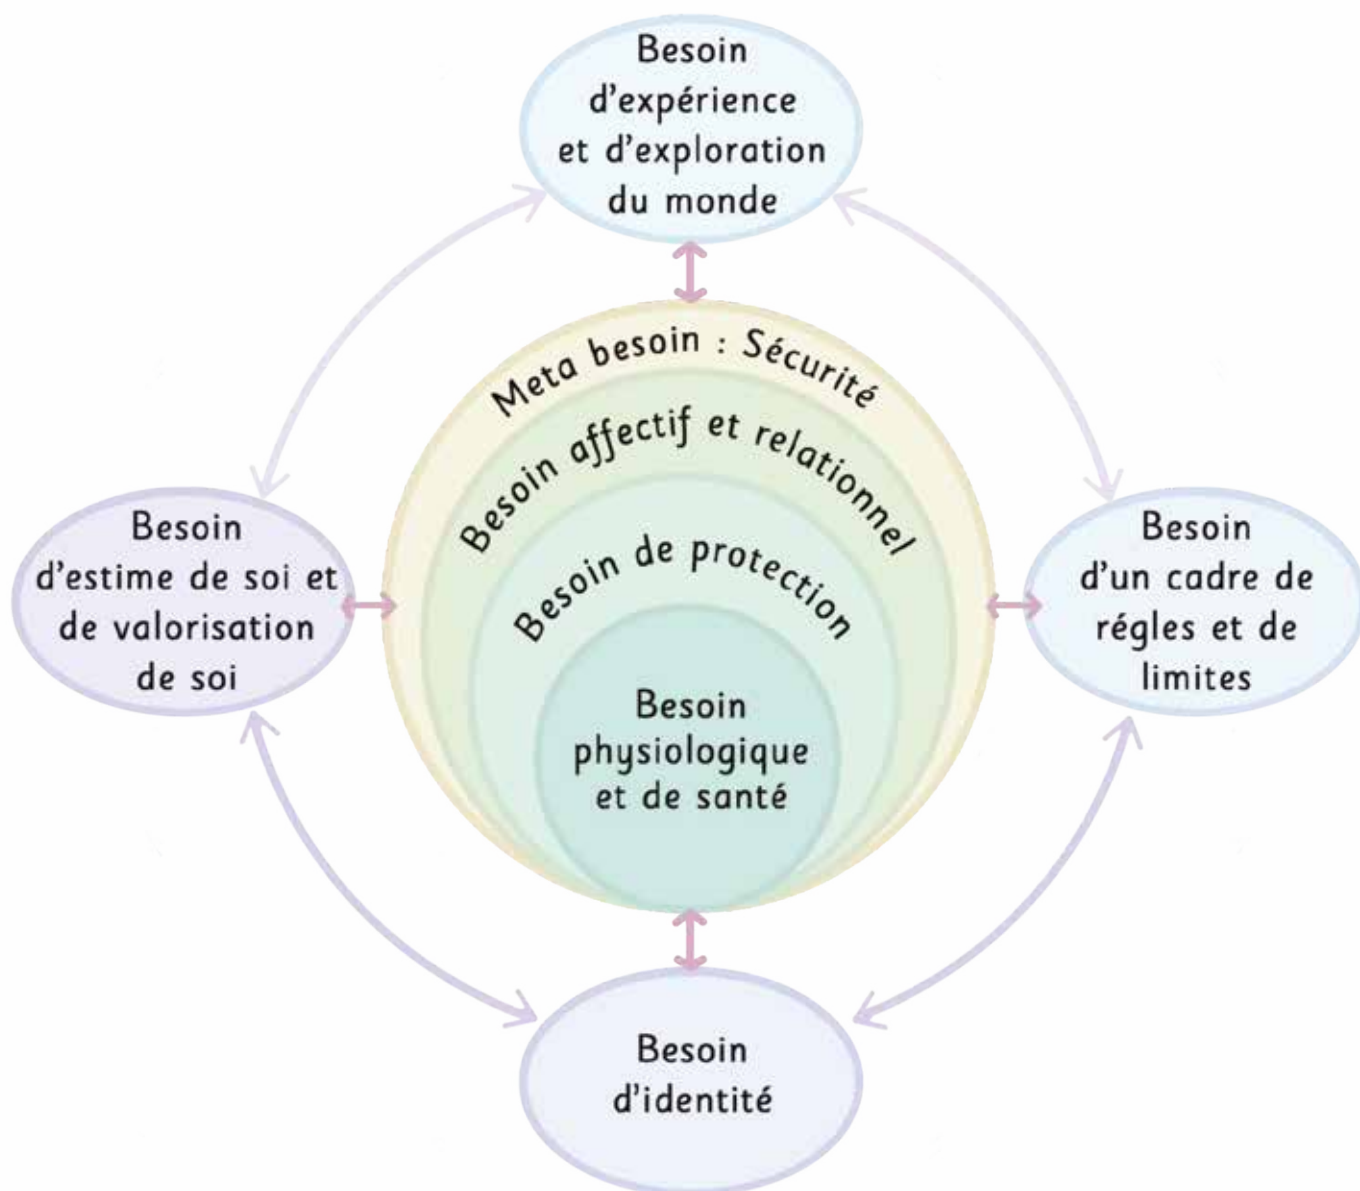 Besoin
d'expérience
et d'exploration
du monde
Meta besoin : Sécurité
Besoin affectif et relationnel
Besoin de protection
Besoin
physiologique
et de santé
Besoin
d'estime de soi et
de valorisation
de soi
Besoin
d'un cadre de
régles et de
limites
Besoin
d'identité